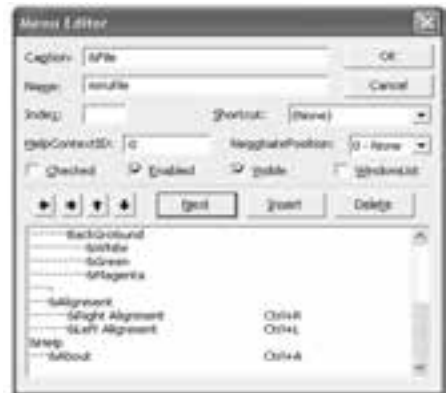 Menu Editor
Caption: &File
OK
Name: mnuFile
Cancel
Index:
Shortcut: (None)
HelpContextID: 0
NegotiatePosition: 0 - None
Checked
Enabled
Visible
WindowList
Next
Insert
Delete
BackGrobund
&White
&Green
&Magenta
-
&Alignment
&Right Alignment Ctrl+R
&Left Alignment Ctrl+L
&Help
&About Ctrl+A